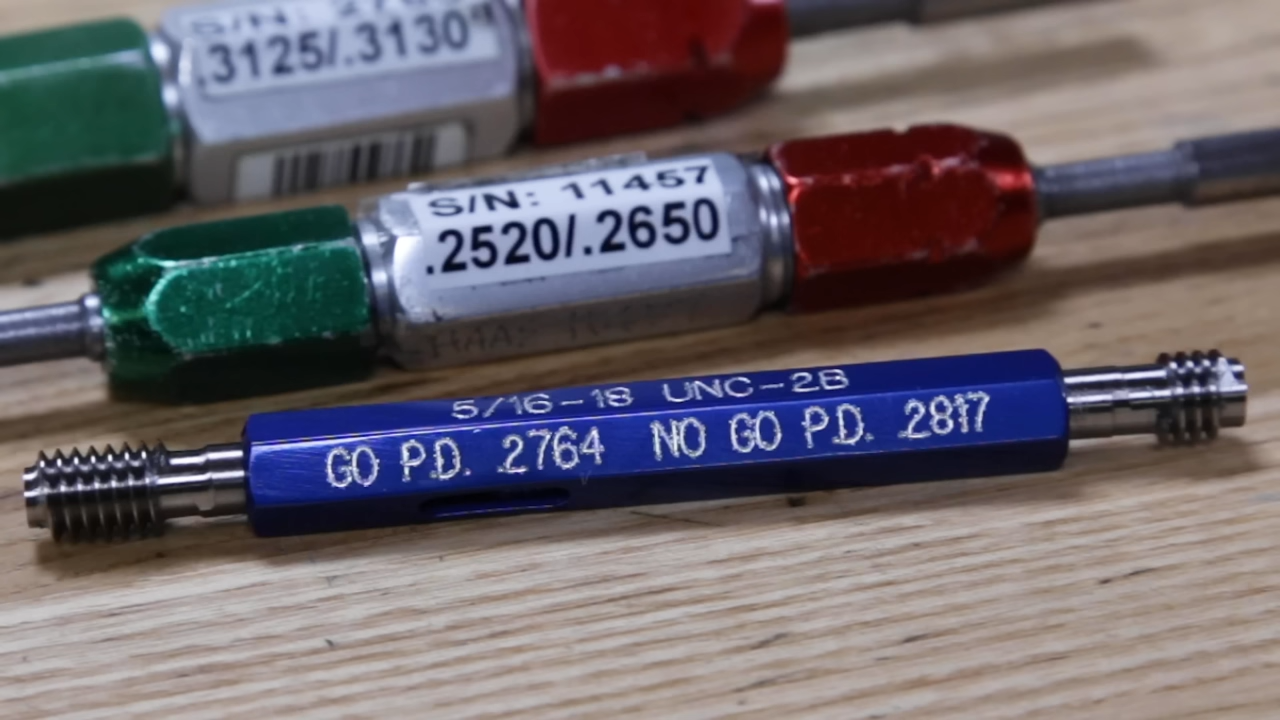 .3125/.3130
S/N: 11457
.2520/.2650
5/16-18 UNC-2B
GO P.D. .2764 NO GO P.D. .2817